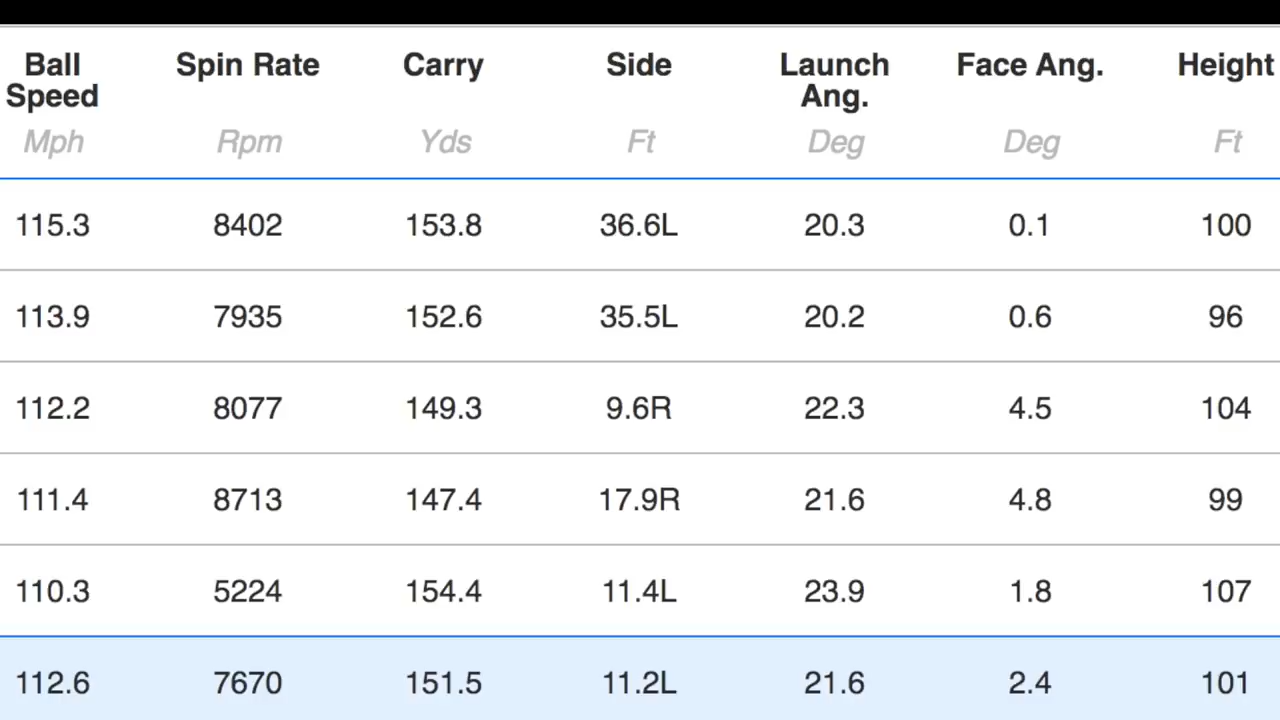 Ball Speed Spin Rate Carry Side Launch Ang. Face Ang. Height
Mph Rpm Yds Ft Deg Deg Ft
115.3 8402 153.8 36.6L 20.3 0.1 100
113.9 7935 152.6 35.5L 20.2 0.6 96
112.2 8077 149.3 9.6R 22.3 4.5 104
111.4 8713 147.4 17.9R 21.6 4.8 99
110.3 5224 154.4 11.4L 23.9 1.8 107
112.6 7670 151.5 11.2L 21.6 2.4 101